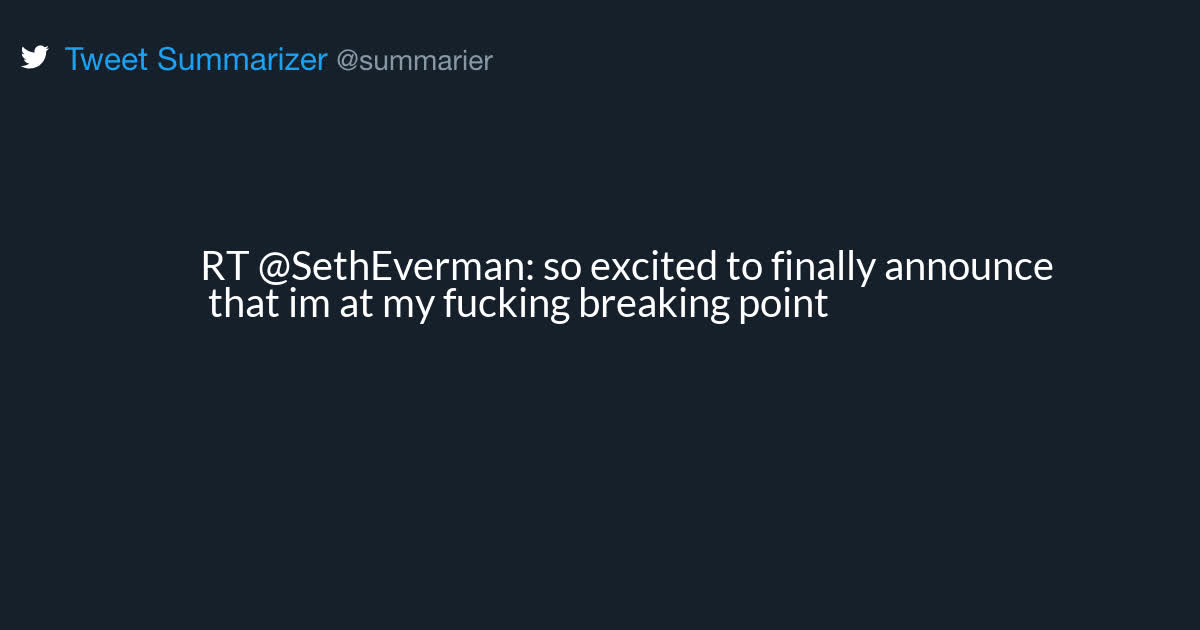 Tweet Summarizer @summarier
RT @SethEverman: so excited to finally announce
that im at my fucking breaking point